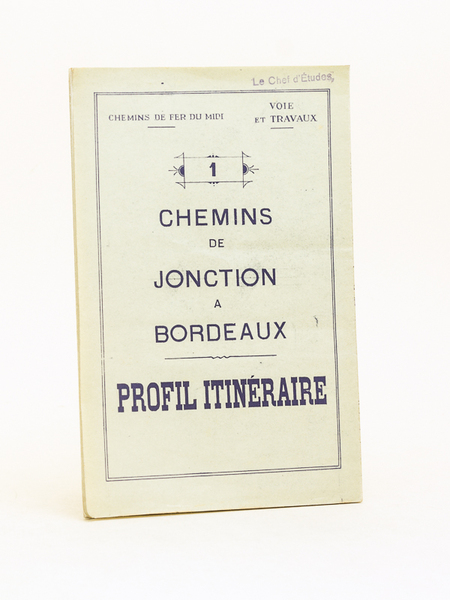 Le Chef d'Études,
CHEMINS DE FER DU MIDI
VOIE
ET TRAVAUX
1
CHEMINS
DE
JONCTION
A
BORDEAUX
PROFIL ITINÉRAIRE